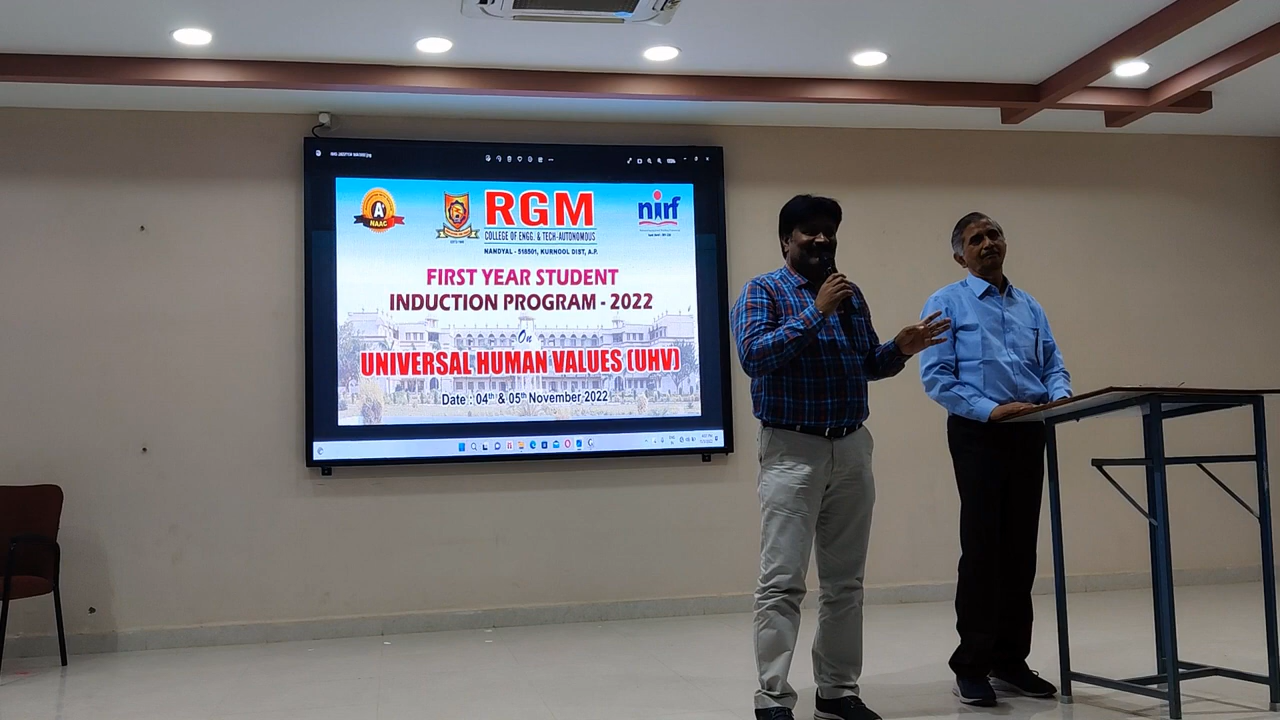 A+
NAAC
RGM
COLLEGE OF ENGG. & TECH-AUTONOMOUS
NANDYAL - 518501, KURNOOL DIST, A.P.
nirf
FIRST YEAR STUDENT
INDUCTION PROGRAM - 2022
On
UNIVERSAL HUMAN VALUES (UHV)
Date : 04th & 05th November 2022